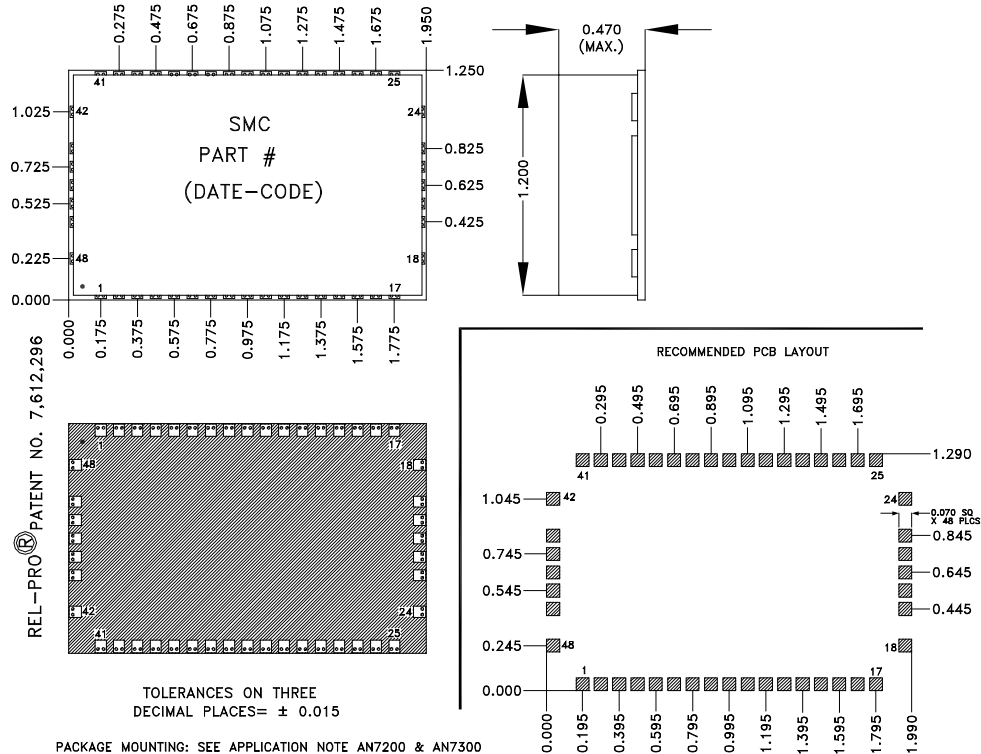 0.275 0.475 0.675 0.875 1.075 1.275 1.475 1.675 1.950
1.250
41 25
1.025 42 24
SMC
PART #
(DATE-CODE)
0.825
0.725
0.625
0.525
0.425
0.225 48 18
1 17
0.000
0.000 0.175 0.375 0.575 0.775 0.975 1.175 1.375 1.575 1.775
0.470
(MAX.)
1.200
REL-PRO® PATENT NO. 7,612,296
1 17
48 18
42 24
41 25
TOLERANCES ON THREE
DECIMAL PLACES= ± 0.015
PACKAGE MOUNTING: SEE APPLICATION NOTE AN7200 & AN7300
RECOMMENDED PCB LAYOUT
0.295 0.495 0.695 0.895 1.095 1.295 1.495 1.695
1.290
41 25
1.045 42 24
0.070 SQ
X 48 PLCS
0.845
0.745
0.645
0.545
0.445
0.245 48 18
1 17
0.000
0.000 0.195 0.395 0.595 0.795 0.995 1.195 1.395 1.595 1.795 1.990